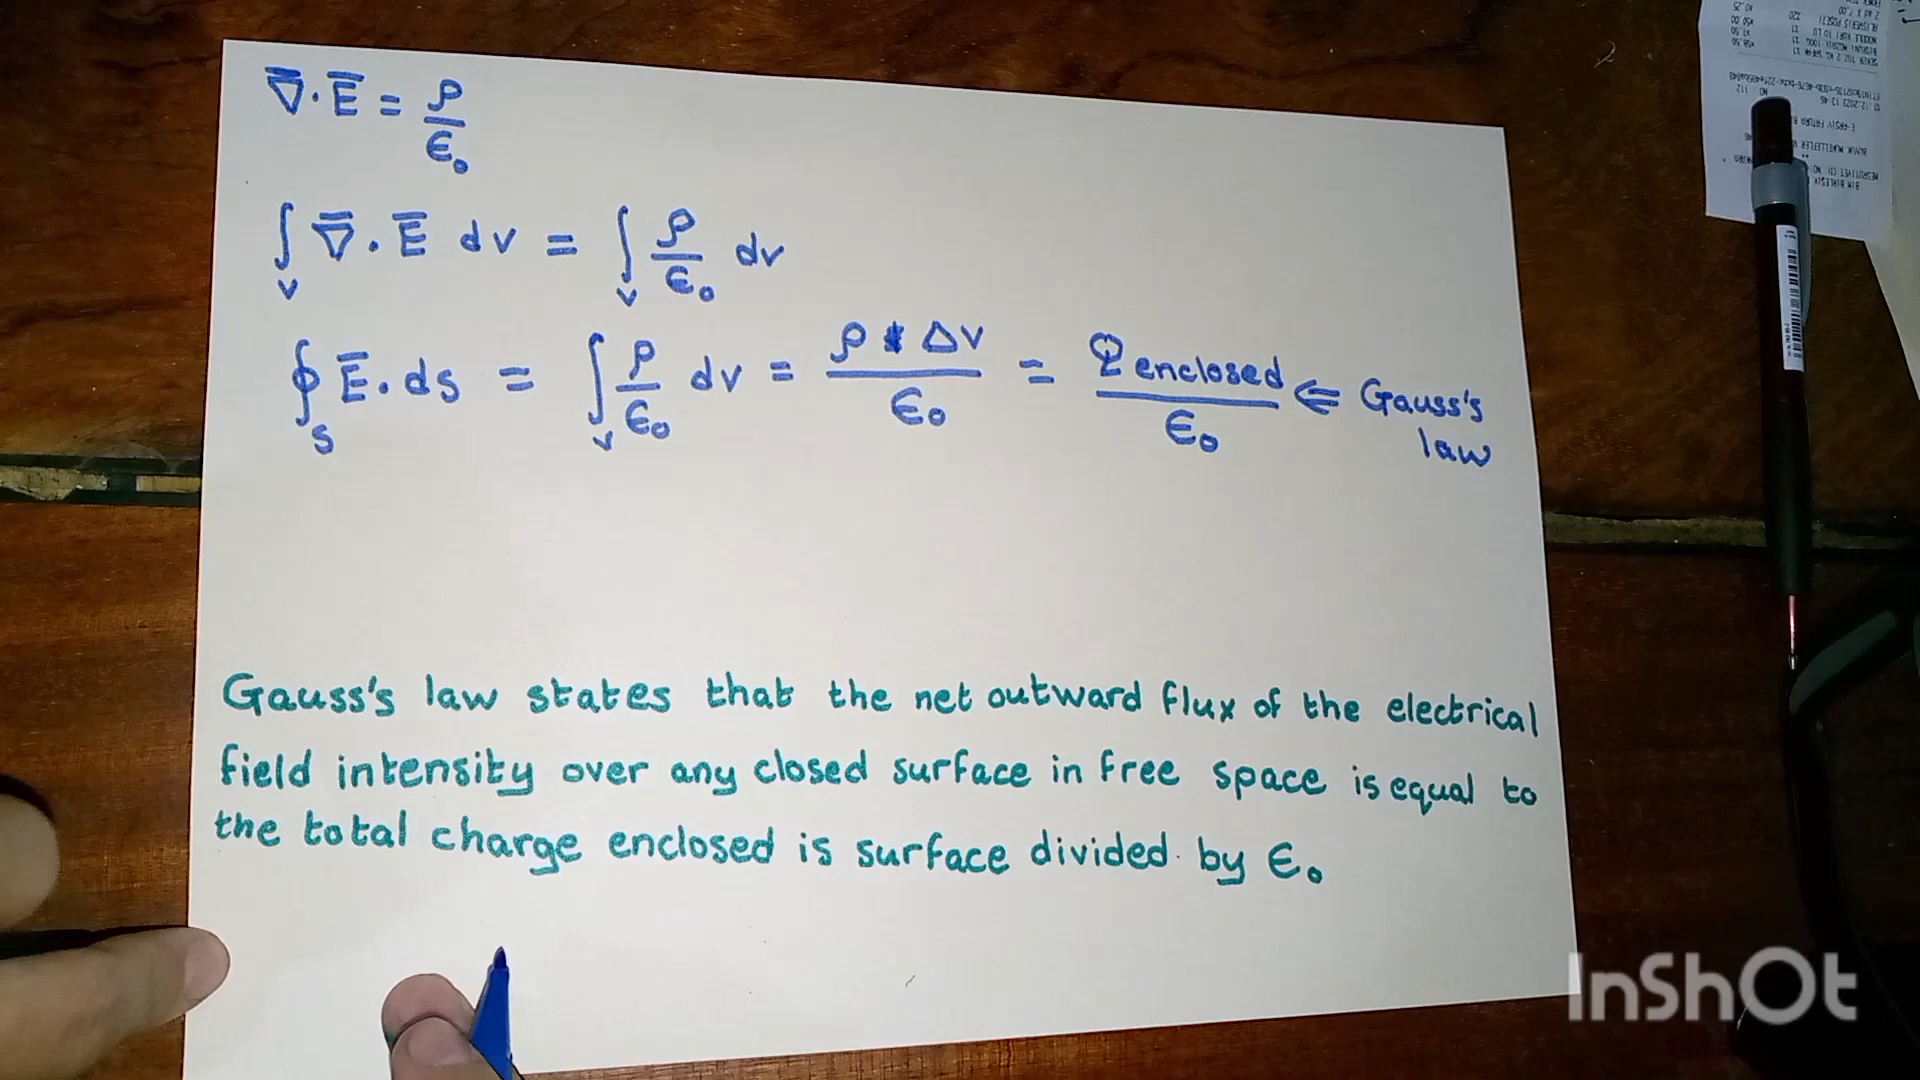 ∇̅·E̅ = ρ/ε₀
∫ᵥ ∇̅·E̅ dv = ∫ᵥ ρ/ε₀ dv
∮ₛ E̅·ds = ∫ᵥ ρ/ε₀ dv = ρ * ΔV/ε₀ = Q enclosed/ε₀ ⇐ Gauss's
law
Gauss's law states that the net outward flux of the electrical
field intensity over any closed surface in free space is equal to
the total charge enclosed is surface divided by ε₀
InShOt